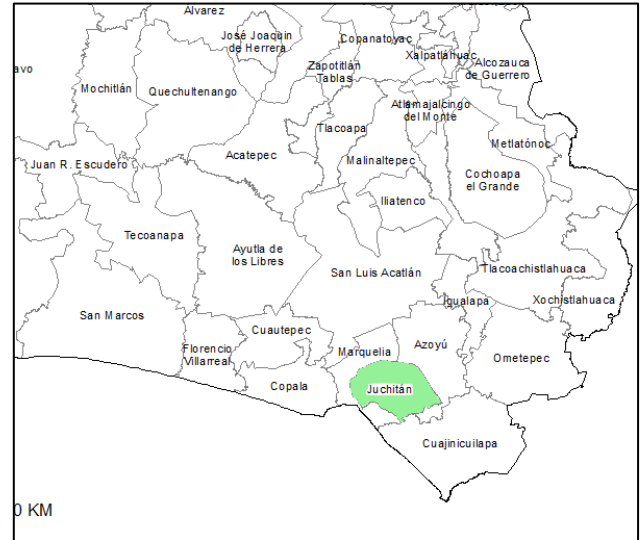 Alvarez
José Joaquin
de Herrera
Copanatoyac
Xalpatláhuac
Alcozauca
de Guerrero
avo
Mochitlán
Quechultenango
Zapotitlán
Tablas
Atlamajalcingo
del Monte
Tlacoapa
Metlatónoc
Juan R. Escudero
Acatepec
Malinaltepec
Cochoapa
el Grande
Iliatenco
Tecoanapa
Ayutla de
los Libres
San Luis Acatlán
Tlacoachistlahuaca
Igualapa
Xochistlahuaca
San Marcos
Cuautepec
Florencio
Villarreal
Marquelia
Azoyú
Ometepec
Copala
Juchitán
Cuajinicuilapa
0 KM